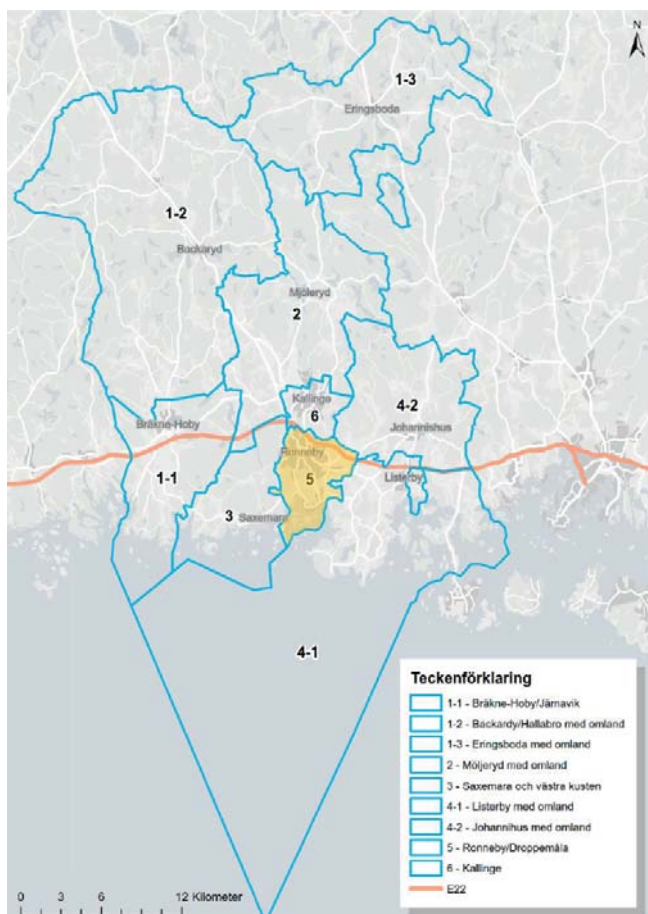 N
1-3
Eringsboda
1-2
Backaryd
Mjöleryd
2
Kallinge
6
4-2
Bräkne-Hoby
Johannishus
Ronneby
1-1
5
Listerby
3
Saxemara
4-1
Teckenförklaring
1-1 - Bräkne-Hoby/Järnavik
1-2 - Backardy/Hallabro med omland
1-3 - Eringsboda med omland
2 - Möljeryd med omland
3 - Saxemara och västra kusten
4-1 - Listerby med omland
4-2 - Johannihus med omland
5 - Ronneby/Droppemåla
6 - Kallinge
E22
0 3 6 12 Kilometer